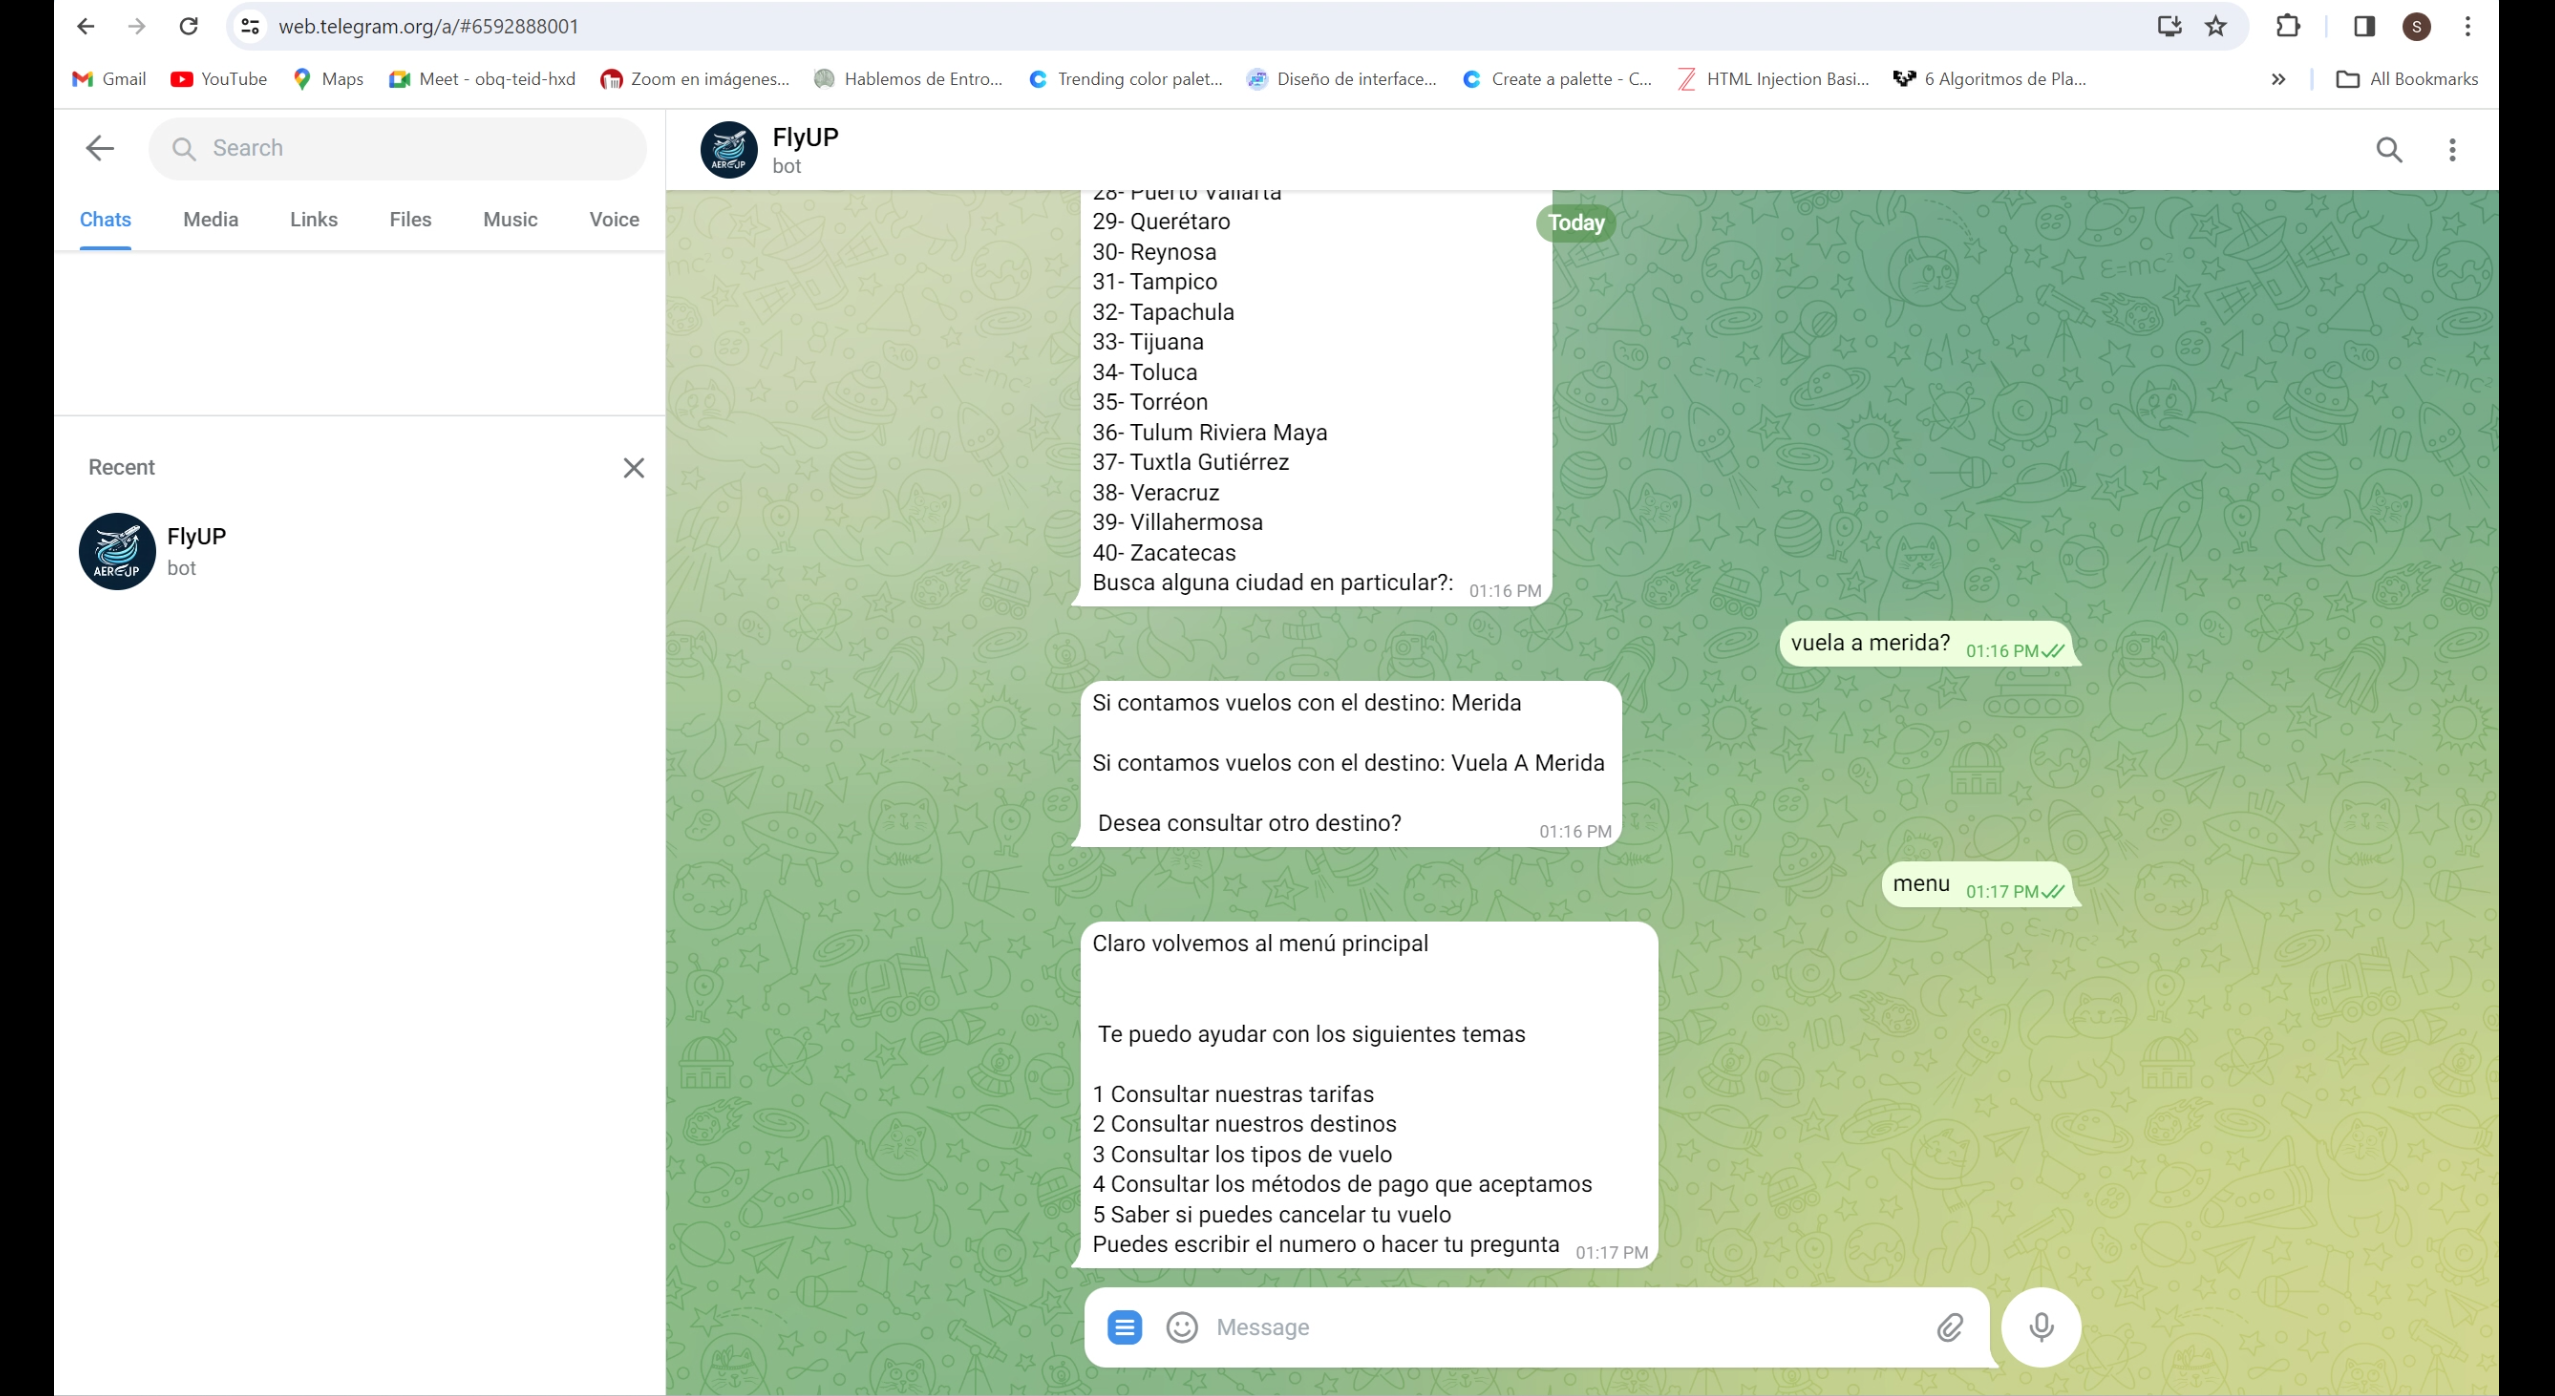 web.telegram.org/a/#6592888001
S
Gmail
YouTube
Maps
Meet - obq-teid-hxd
Zoom en imágenes...
Hablemos de Entro...
Trending color palet...
Diseño de interface...
Create a palette - C...
HTML Injection Basi...
6 Algoritmos de Pla...
»
All Bookmarks
Search
Chats
Media
Links
Files
Music
Voice
Recent
AERUP
FlyUP
bot
AERUP
FlyUP
bot
Today
28- Puerto Vallarta
29- Querétaro
30- Reynosa
31- Tampico
32- Tapachula
33- Tijuana
34- Toluca
35- Torréon
36- Tulum Riviera Maya
37- Tuxtla Gutiérrez
38- Veracruz
39- Villahermosa
40- Zacatecas
Busca alguna ciudad en particular?: 01:16 PM
vuela a merida? 01:16 PM
Si contamos vuelos con el destino: Merida
Si contamos vuelos con el destino: Vuela A Merida
Desea consultar otro destino? 01:16 PM
menu 01:17 PM
Claro volvemos al menú principal
Te puedo ayudar con los siguientes temas
1 Consultar nuestras tarifas
2 Consultar nuestros destinos
3 Consultar los tipos de vuelo
4 Consultar los métodos de pago que aceptamos
5 Saber si puedes cancelar tu vuelo
Puedes escribir el numero o hacer tu pregunta 01:17 PM
Message